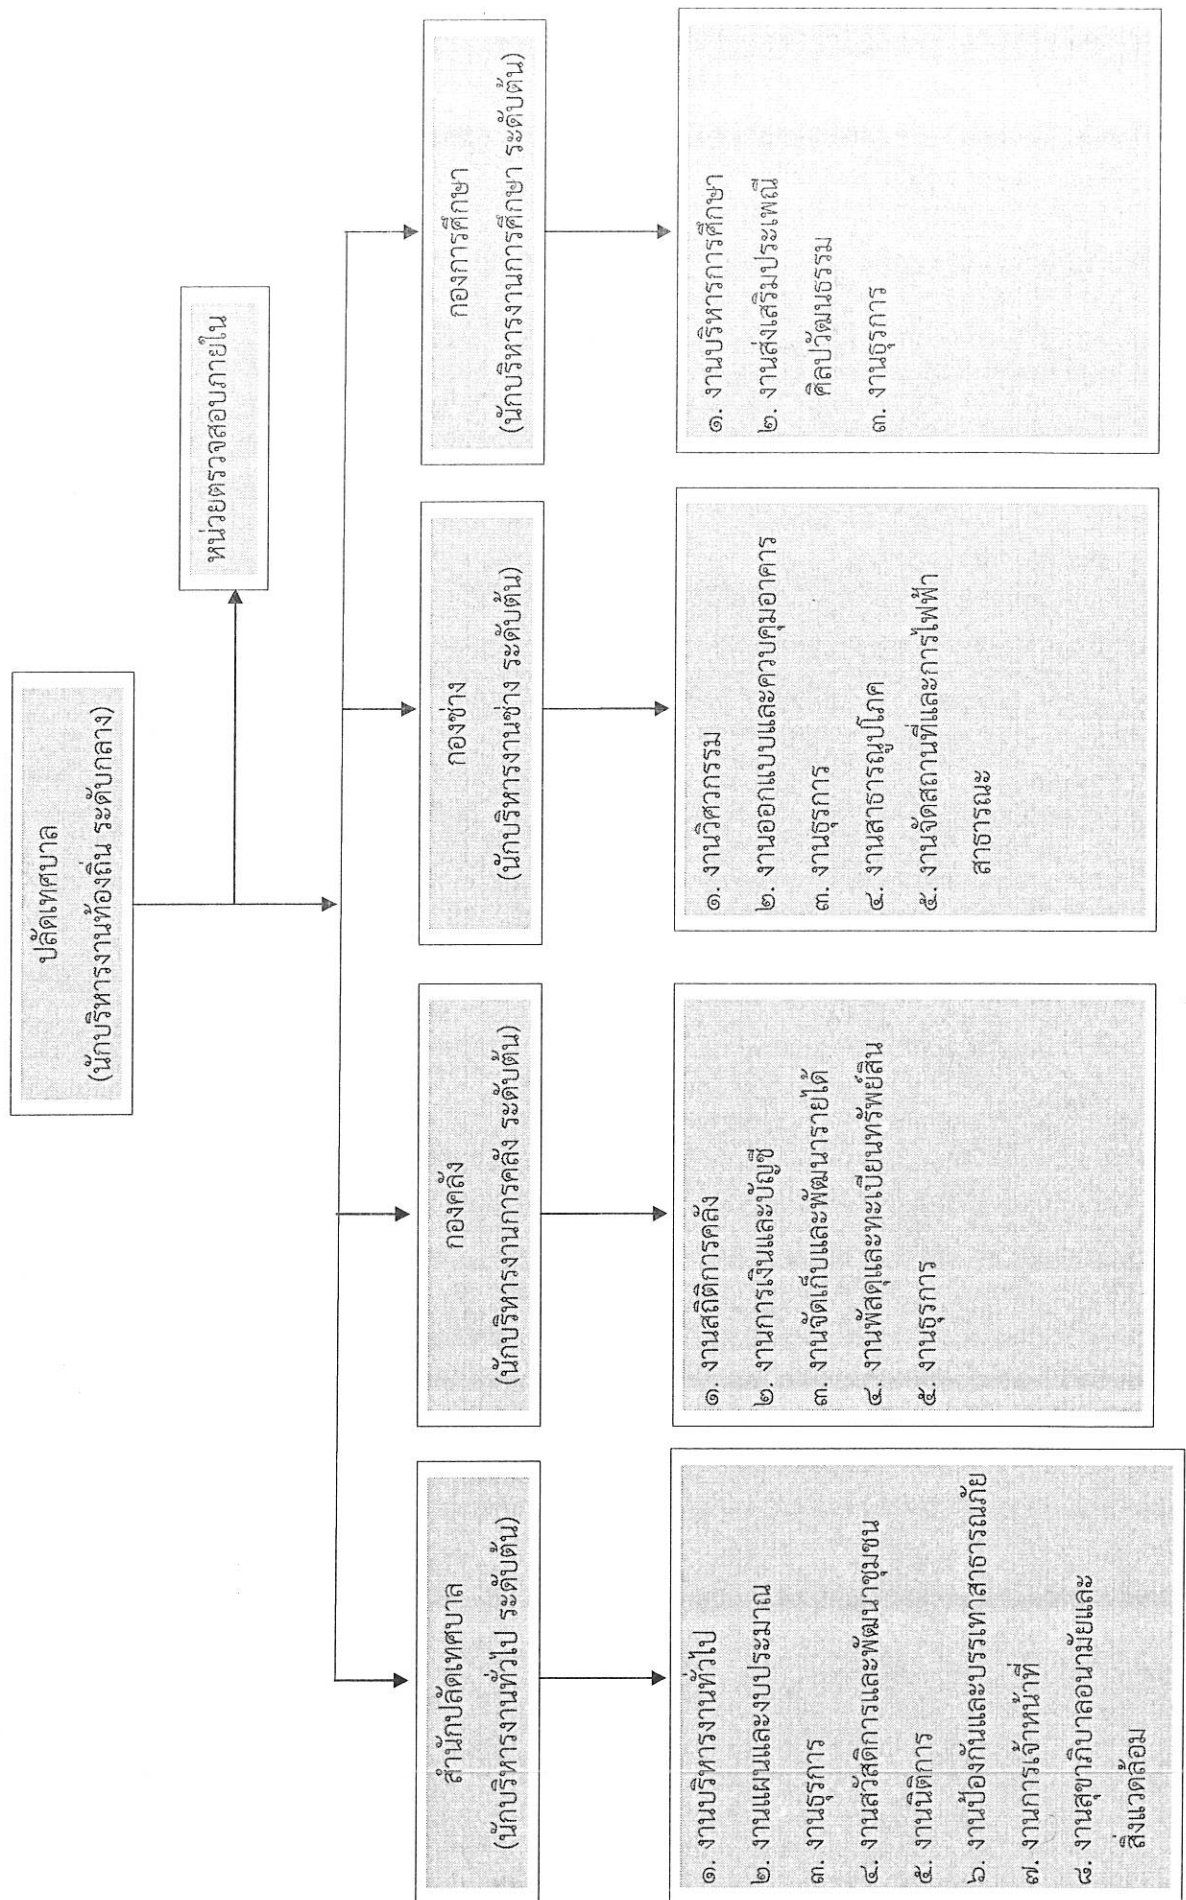 ปลัดเทศบาล
(นักบริหารงานท้องถิ่น ระดับกลาง)
หน่วยตรวจสอบภายใน
สำนักปลัดเทศบาล
(นักบริหารงานทั่วไป ระดับต้น)
๑. งานบริหารงานทั่วไป
๒. งานแผนและงบประมาณ
๓. งานธุรการ
๔. งานสวัสดิการและพัฒนาชุมชน
๕. งานนิติการ
๖. งานป้องกันและบรรเทาสาธารณภัย
๗. งานการเจ้าหน้าที่
๘. งานสุขาภิบาลอนามัยและ
สิ่งแวดล้อม
กองคลัง
(นักบริหารงานการคลัง ระดับต้น)
๑. งานสถิติการคลัง
๒. งานการเงินและบัญชี
๓. งานจัดเก็บและพัฒนารายได้
๔. งานพัสดุและทะเบียนทรัพย์สิน
๕. งานธุรการ
กองช่าง
(นักบริหารงานช่าง ระดับต้น)
๑. งานวิศวกรรม
๒. งานออกแบบและควบคุมอาคาร
๓. งานธุรการ
๔. งานสาธารณูปโภค
๕. งานจัดสถานที่และการไฟฟ้า
สาธารณะ
กองการศึกษา
(นักบริหารงานการศึกษา ระดับต้น)
๑. งานบริหารการศึกษา
๒. งานส่งเสริมประเพณี
ศิลปวัฒนธรรม
๓. งานธุรการ